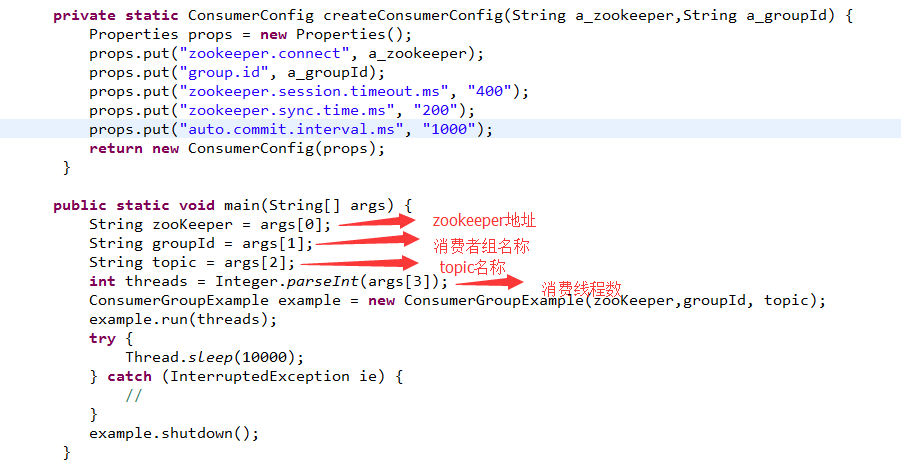 private static ConsumerConfig createConsumerConfig(String a_zookeeper,String a_groupId) {
Properties props = new Properties();
props.put("zookeeper.connect", a_zookeeper);
props.put("group.id", a_groupId);
props.put("zookeeper.session.timeout.ms", "400");
props.put("zookeeper.sync.time.ms", "200");
props.put("auto.commit.interval.ms", "1000");
return new ConsumerConfig(props);
}
public static void main(String[] args) {
String zooKeeper = args[0]; zookeeper地址
String groupId = args[1]; 消费者组名称
String topic = args[2]; topic名称
int threads = Integer.parseInt(args[3]); 消费线程数
ConsumerGroupExample example = new ConsumerGroupExample(zooKeeper,groupId, topic);
example.run(threads);
try {
Thread.sleep(10000);
} catch (InterruptedException ie) {
//
}
example.shutdown();
}